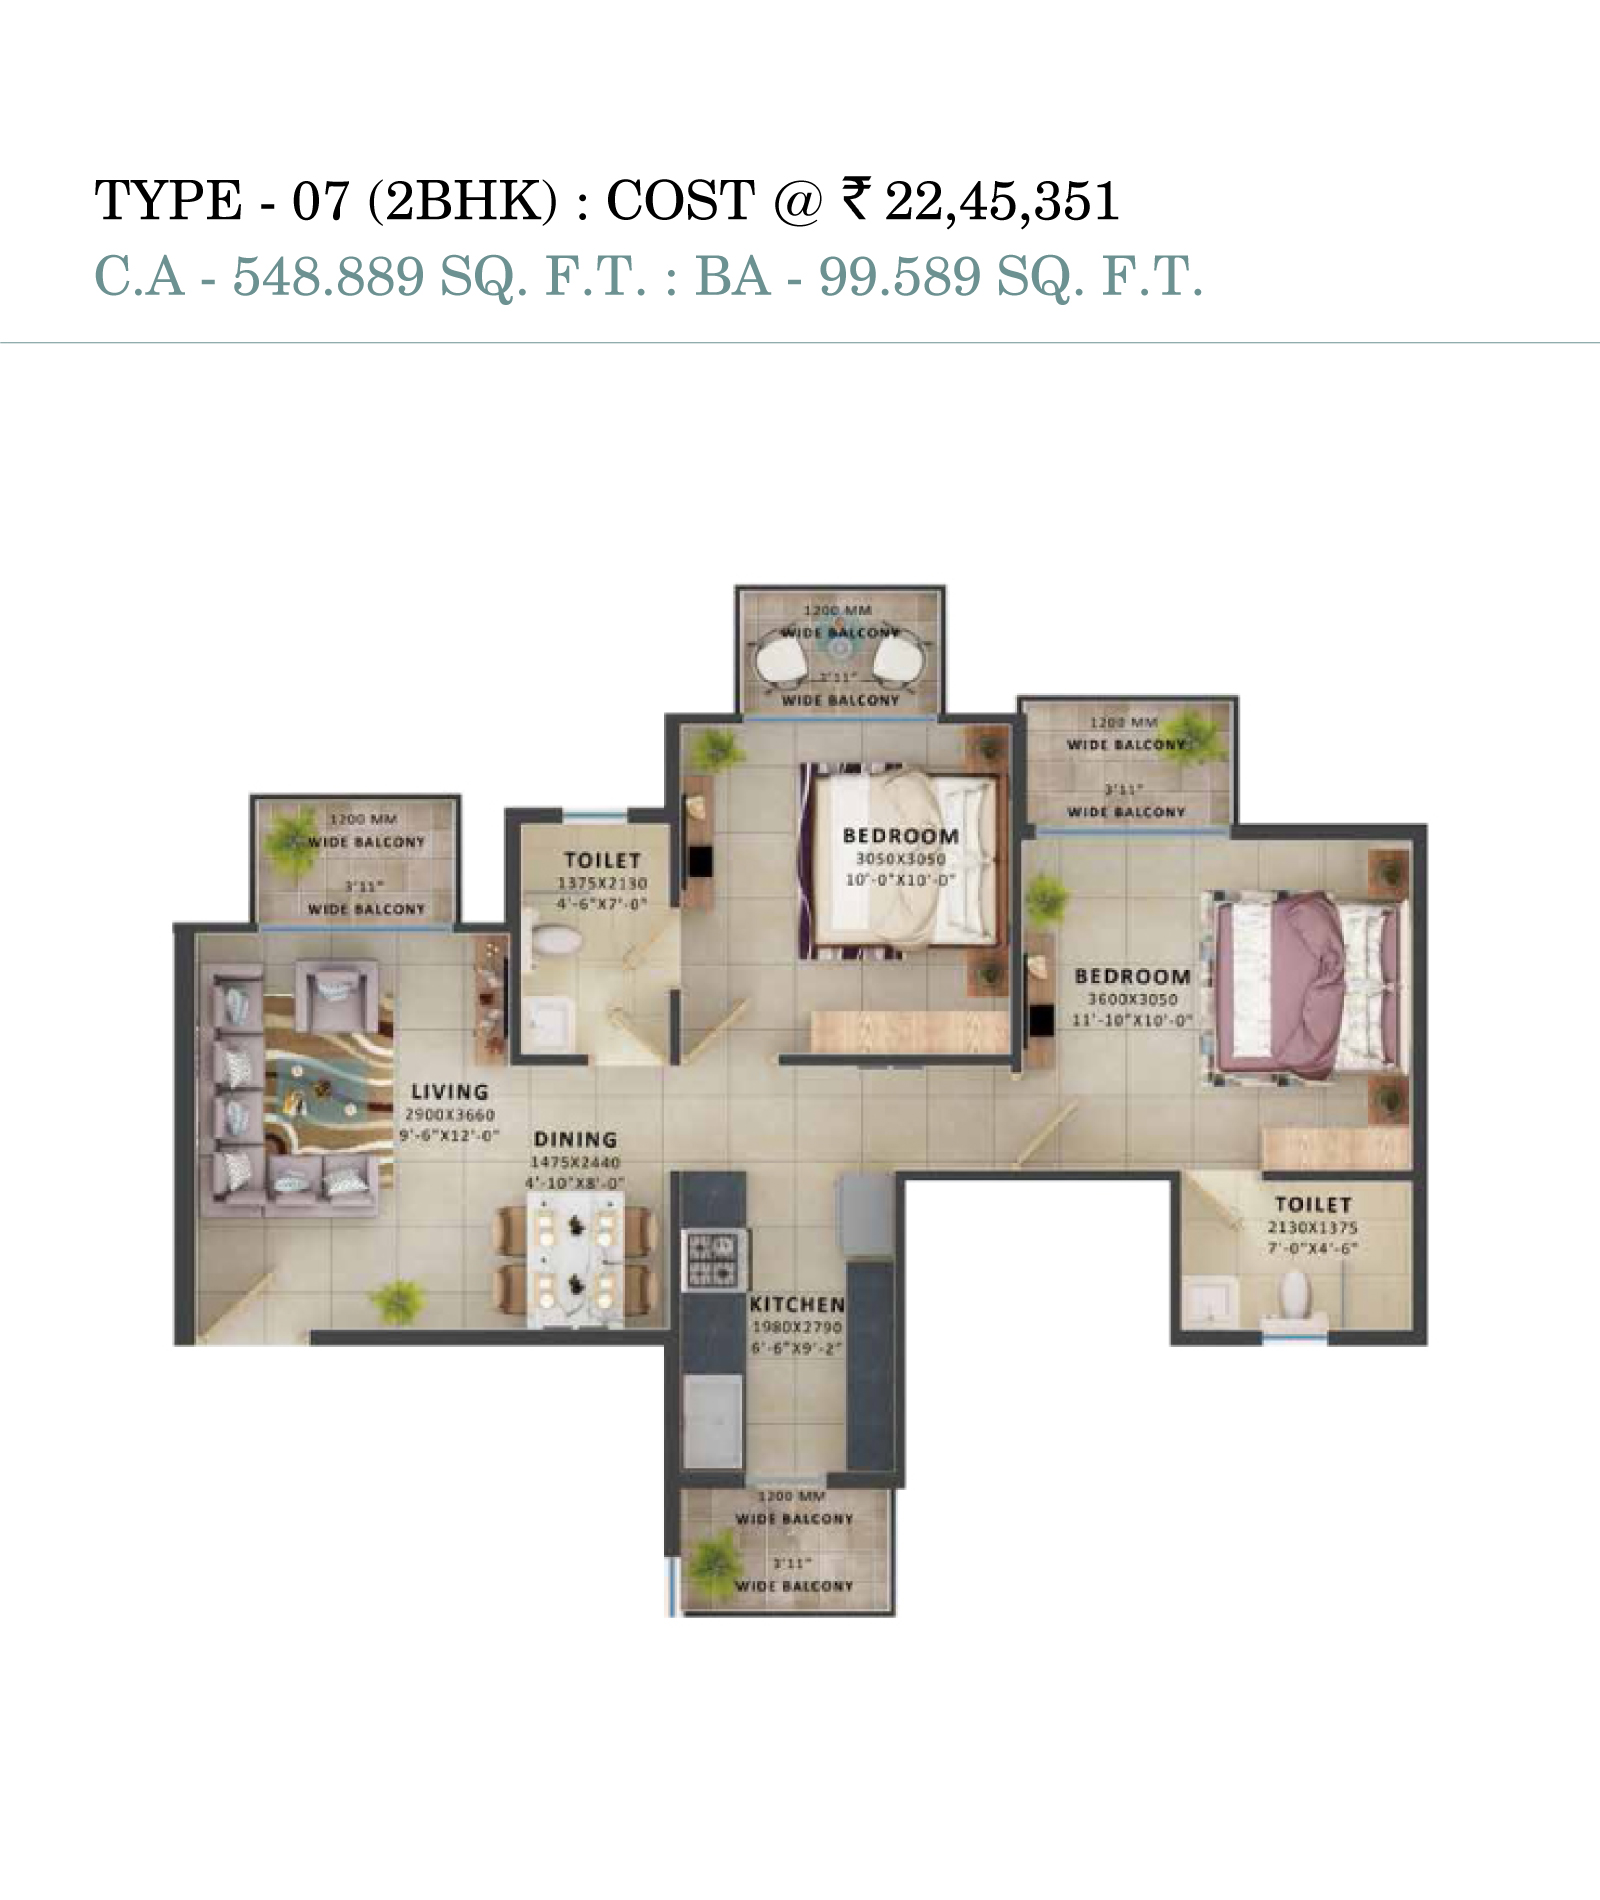 TYPE - 07 (2BHK) : COST @ ₹ 22,45,351
C.A - 548.889 SQ. F.T. : BA - 99.589 SQ. F.T.
1200 MM
WIDE BALCONY
3'11"
WIDE BALCONY
1200 MM
WIDE BALCONY
3'11"
WIDE BALCONY
1200 MM
WIDE BALCONY
3'11"
WIDE BALCONY
BEDROOM
3050X3050
10'-0"X10'-0"
TOILET
1375X2130
4'-6"X7'-0"
BEDROOM
3600X3050
11'-10"X10'-0"
LIVING
2900X3660
9'-6"X12'-0"
DINING
1475X2440
4'-10"X8'-0"
TOILET
2130X1375
7'-0"X4'-6"
KITCHEN
1980X2790
6'-6"X9'-2"
1200 MM
WIDE BALCONY
3'11"
WIDE BALCONY